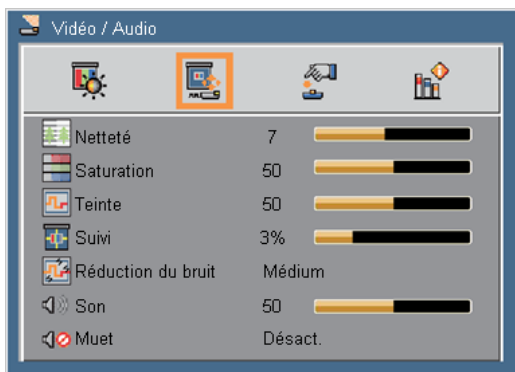 Vidéo / Audio
Netteté 7
Saturation 50
Teinte 50
Suivi 3%
Réduction du bruit Médium
Son 50
Muet Désact.